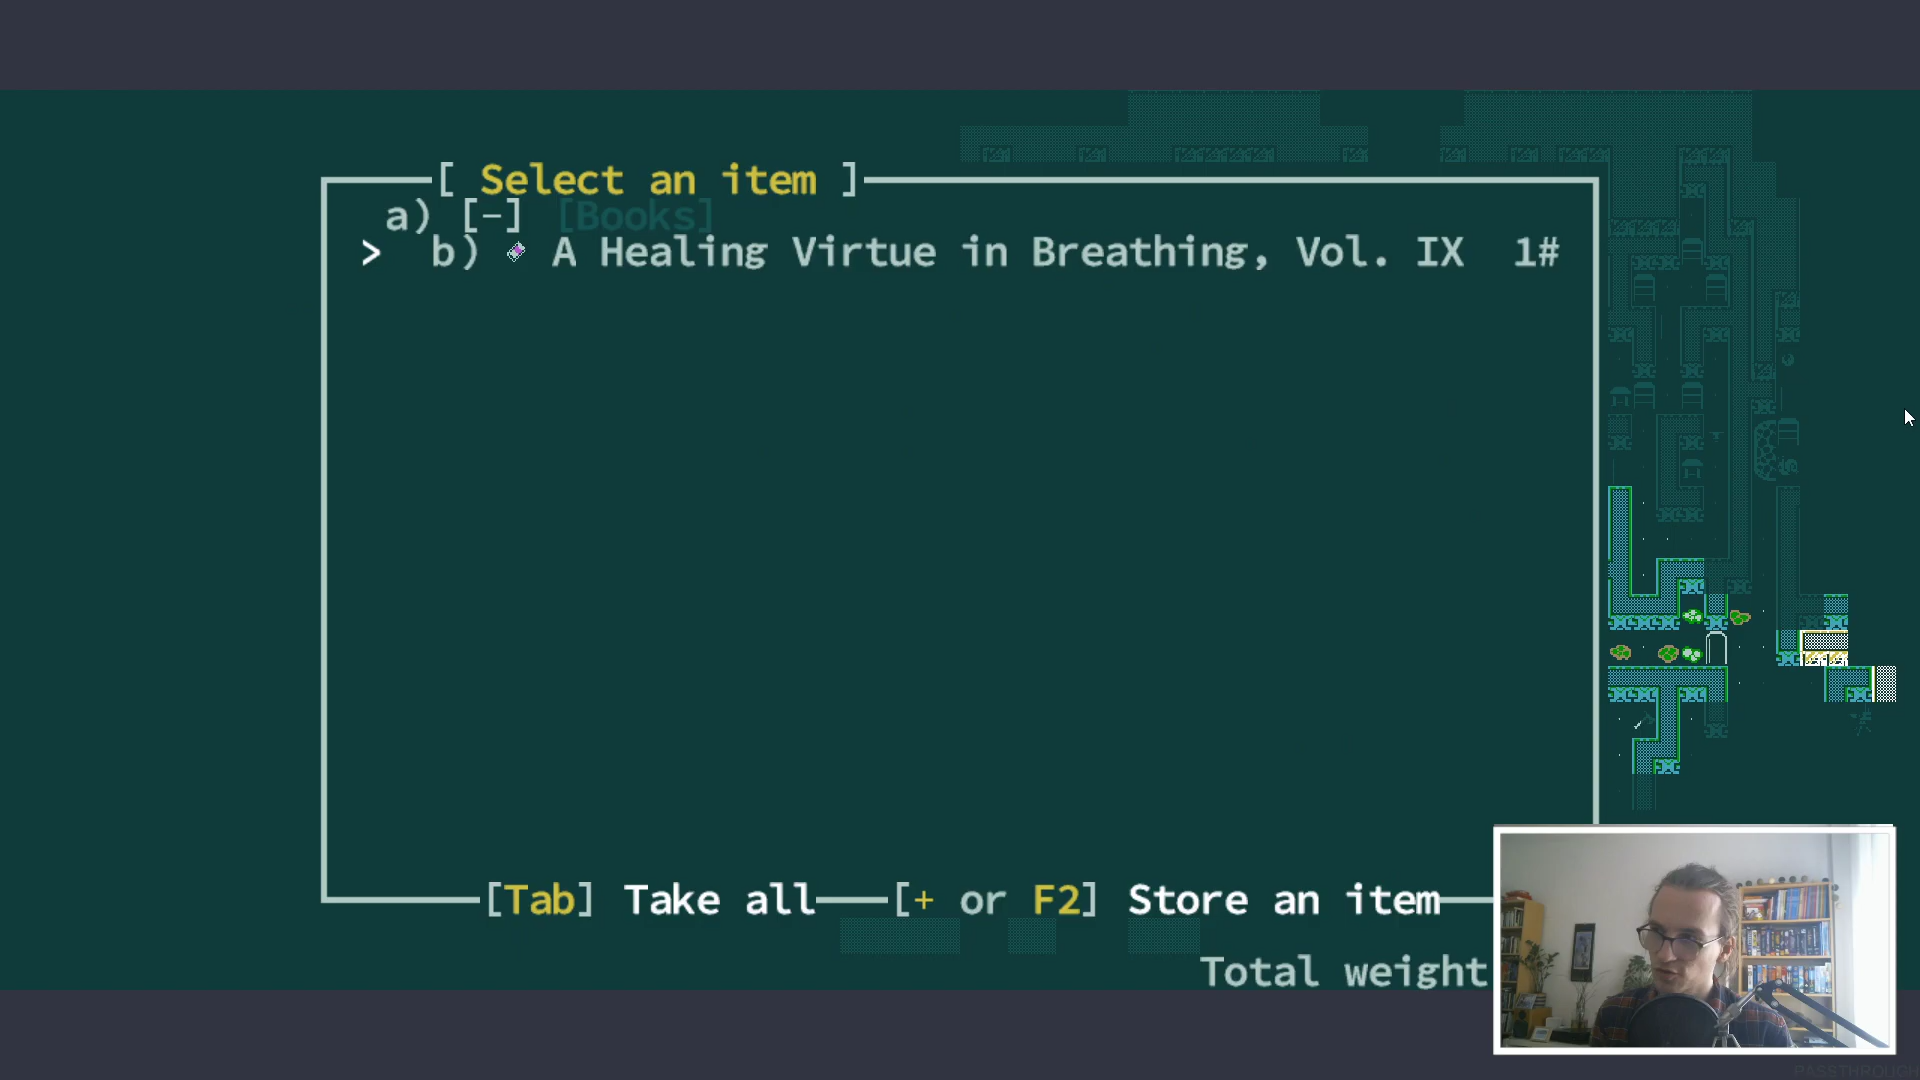 [ Select an item ]
a) [-] [Books]
> b) A Healing Virtue in Breathing, Vol. IX 1#
[Tab] Take all [+ or F2] Store an item
Total weight
PASSTHROUGH